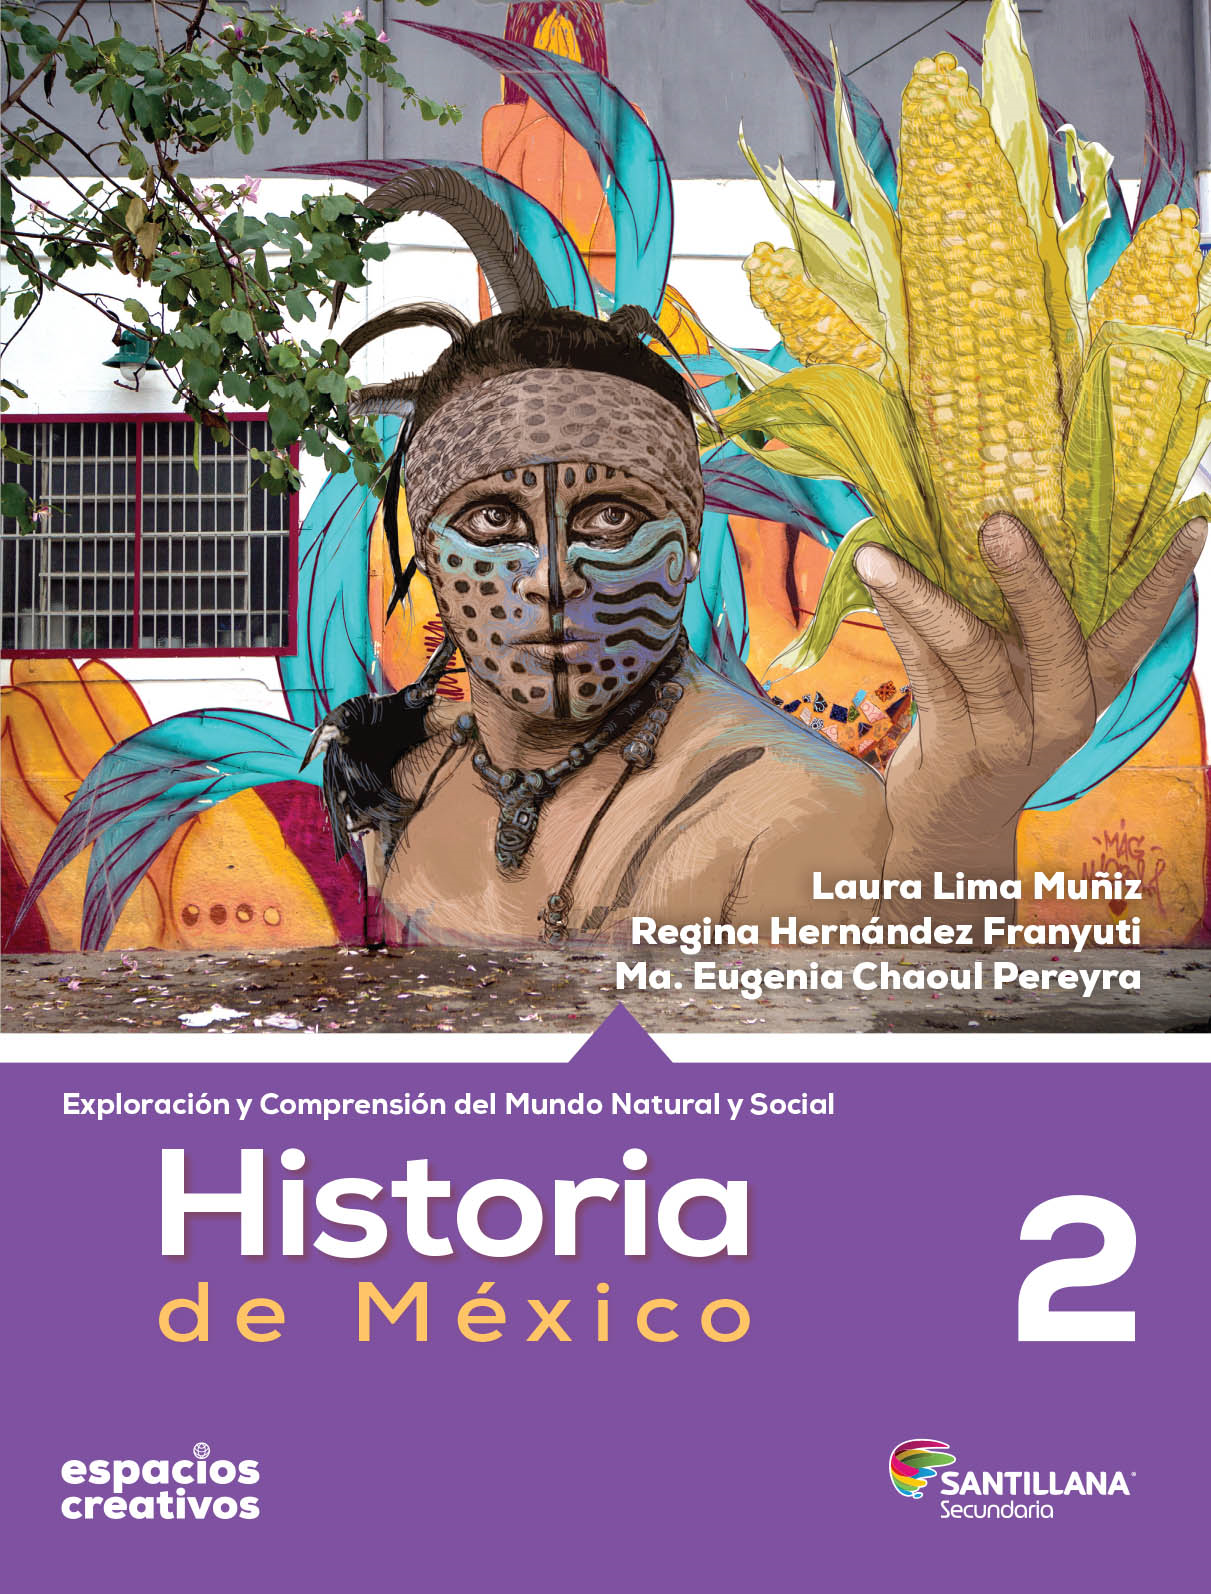 Laura Lima Muñiz
Regina Hernández Franyuti
Ma. Eugenia Chaoul Pereyra
Exploración y Comprensión del Mundo Natural y Social
Historia
de México
2
espacios
creativos
SANTILLANA
Secundaria